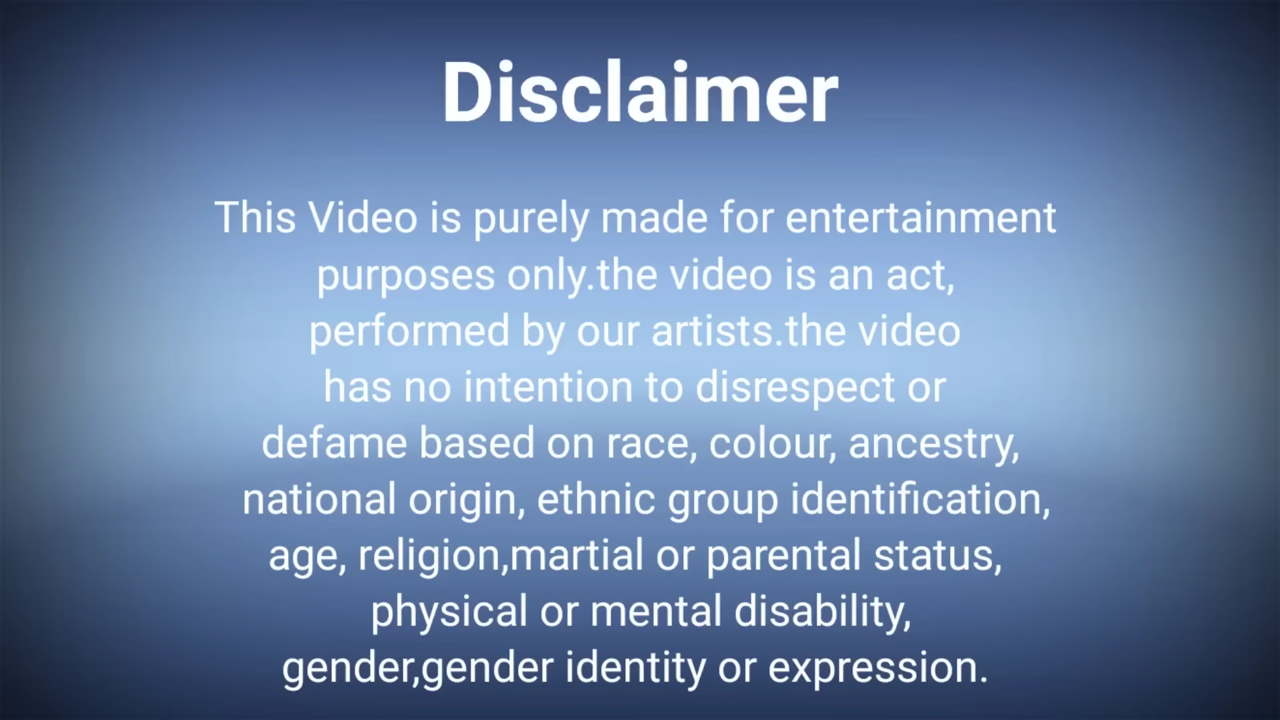 Disclaimer
This Video is purely made for entertainment
purposes only.the video is an act,
performed by our artists.the video
has no intention to disrespect or
defame based on race, colour, ancestry,
national origin, ethnic group identification,
age, religion,martial or parental status,
physical or mental disability,
gender,gender identity or expression.